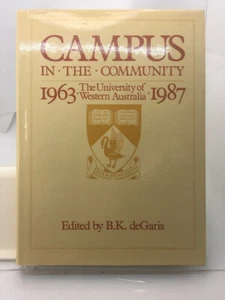 CAMPUS
IN · THE · COMMUNITY
1963 · The University of Western Australia · 1987
Edited by B.K. deGaris